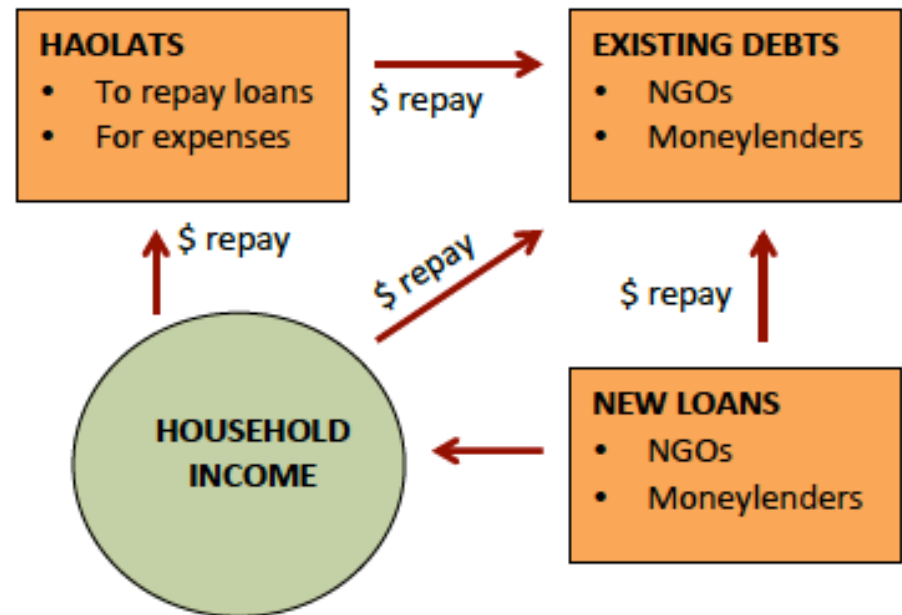 HAOLATS
• To repay loans
• For expenses
$ repay
EXISTING DEBTS
• NGOs
• Moneylenders
$ repay
$ repay
$ repay
HOUSEHOLD
INCOME
NEW LOANS
• NGOs
• Moneylenders